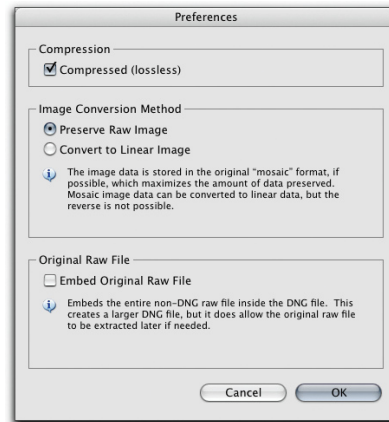 Preferences
Compression
Compressed (lossless)
Image Conversion Method
Preserve Raw Image
Convert to Linear Image
The image data is stored in the original “mosaic” format, if
possible, which maximizes the amount of data preserved.
Mosaic image data can be converted to linear data, but the
reverse is not possible.
Original Raw File
Embed Original Raw File
Embeds the entire non-DNG raw file inside the DNG file. This
creates a larger DNG file, but it does allow the original raw file
to be extracted later if needed.
Cancel
OK